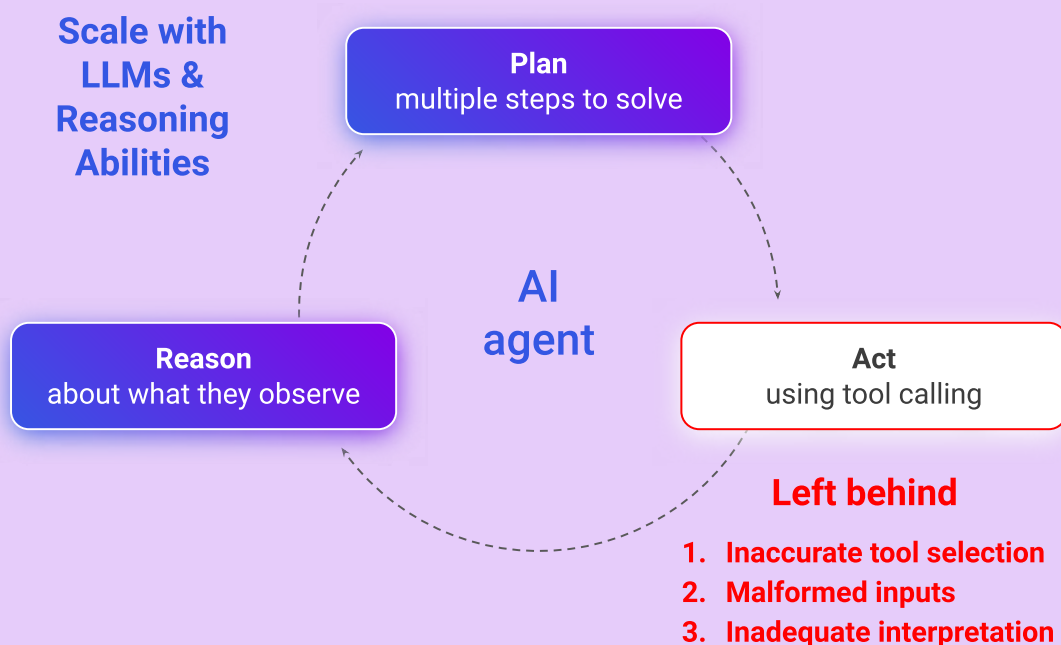 Scale with
LLMs &
Reasoning
Abilities
Plan
multiple steps to solve
AI
agent
Reason
about what they observe
Act
using tool calling
Left behind
1. Inaccurate tool selection
2. Malformed inputs
3. Inadequate interpretation